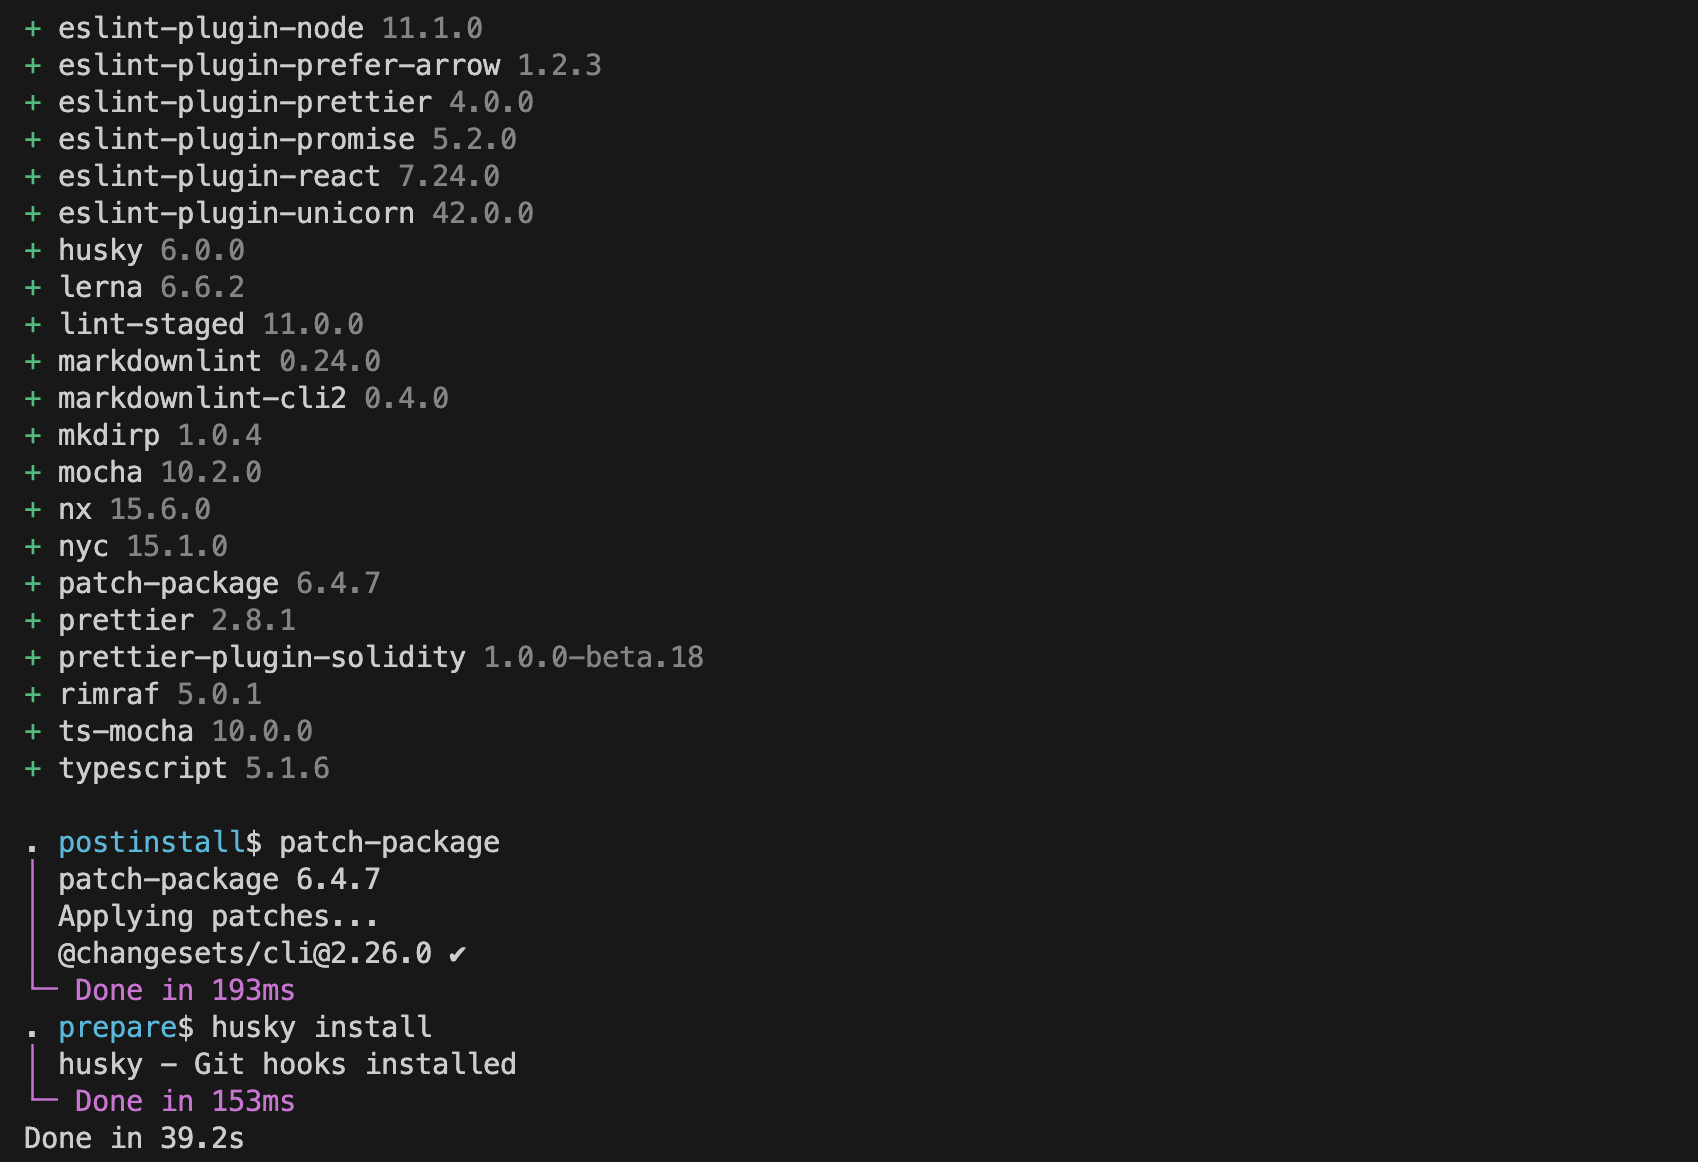 + eslint-plugin-node 11.1.0
+ eslint-plugin-prefer-arrow 1.2.3
+ eslint-plugin-prettier 4.0.0
+ eslint-plugin-promise 5.2.0
+ eslint-plugin-react 7.24.0
+ eslint-plugin-unicorn 42.0.0
+ husky 6.0.0
+ lerna 6.6.2
+ lint-staged 11.0.0
+ markdownlint 0.24.0
+ markdownlint-cli2 0.4.0
+ mkdirp 1.0.4
+ mocha 10.2.0
+ nx 15.6.0
+ nyc 15.1.0
+ patch-package 6.4.7
+ prettier 2.8.1
+ prettier-plugin-solidity 1.0.0-beta.18
+ rimraf 5.0.1
+ ts-mocha 10.0.0
+ typescript 5.1.6
. postinstall$ patch-package
│ patch-package 6.4.7
│ Applying patches...
│ @changesets/cli@2.26.0 ✔
└─ Done in 193ms
. prepare$ husky install
│ husky - Git hooks installed
└─ Done in 153ms
Done in 39.2s